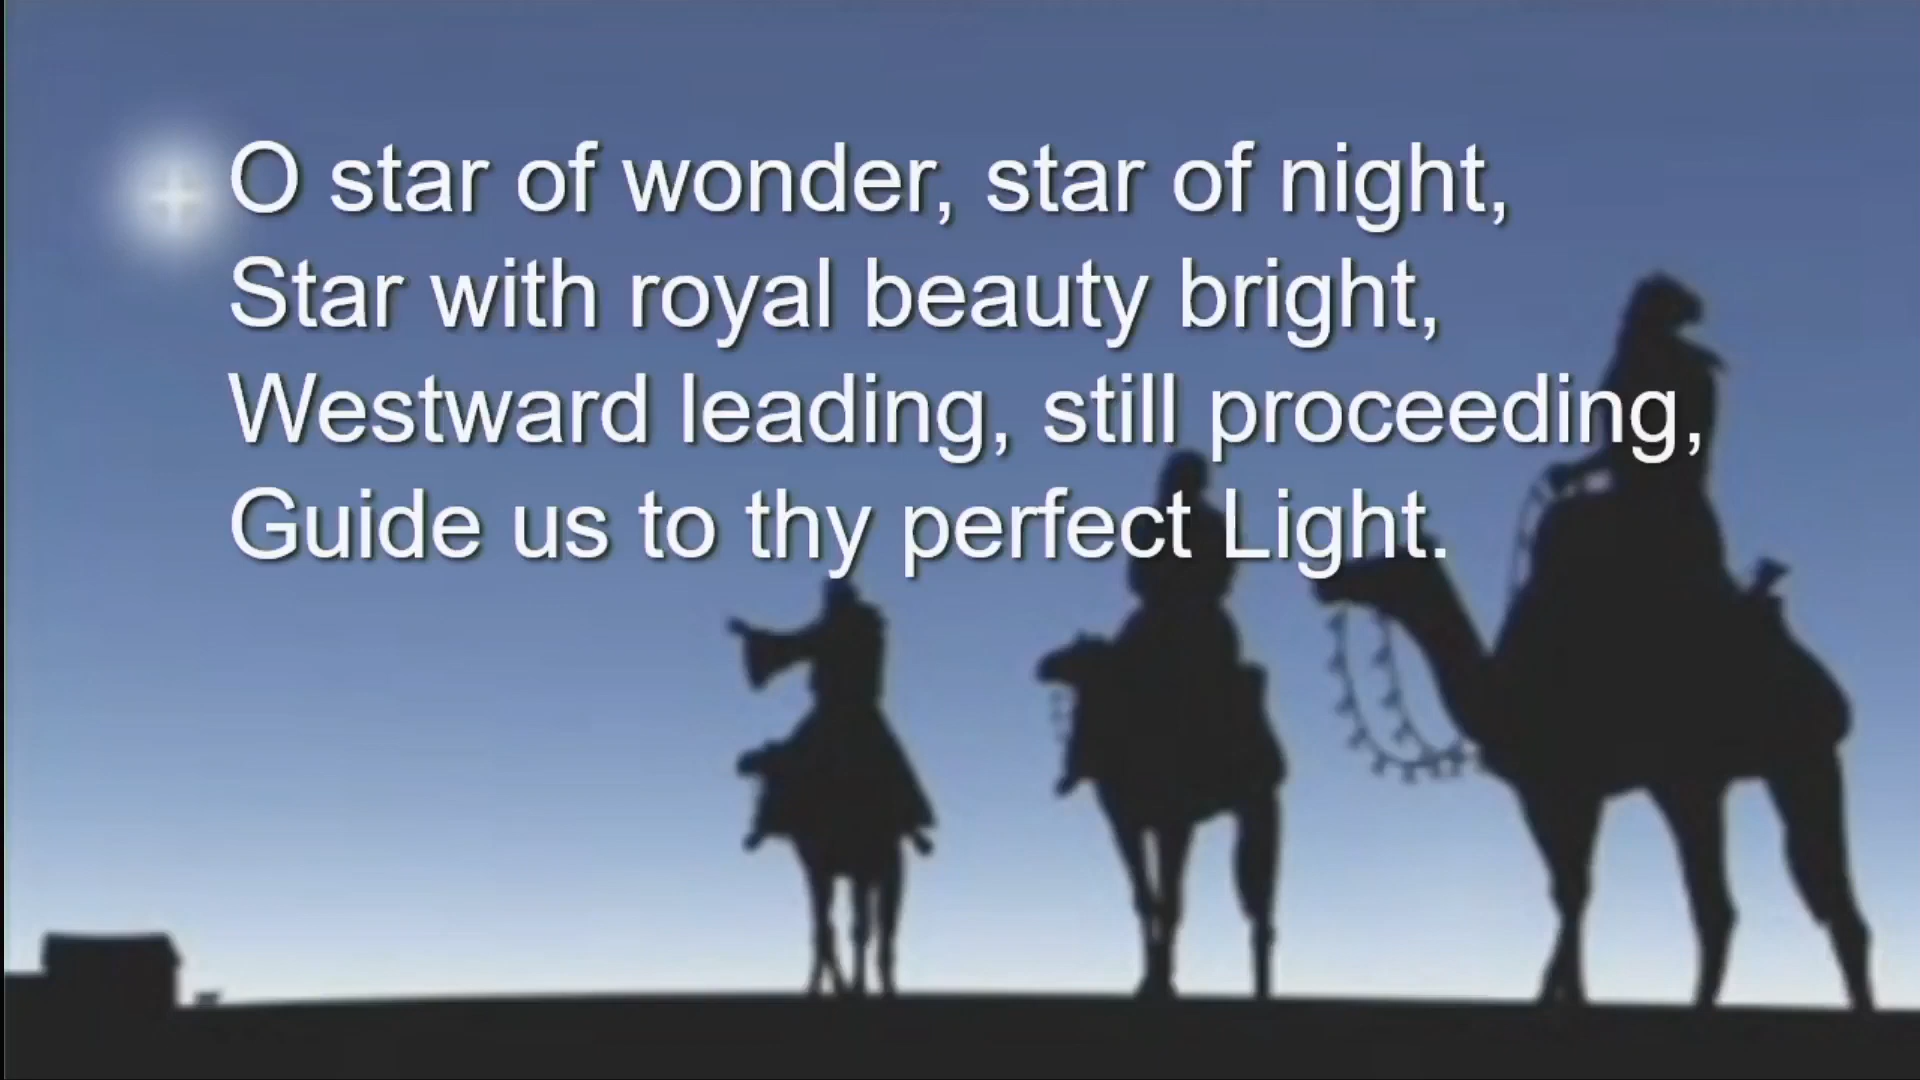 O star of wonder, star of night,
Star with royal beauty bright,
Westward leading, still proceeding,
Guide us to thy perfect Light.